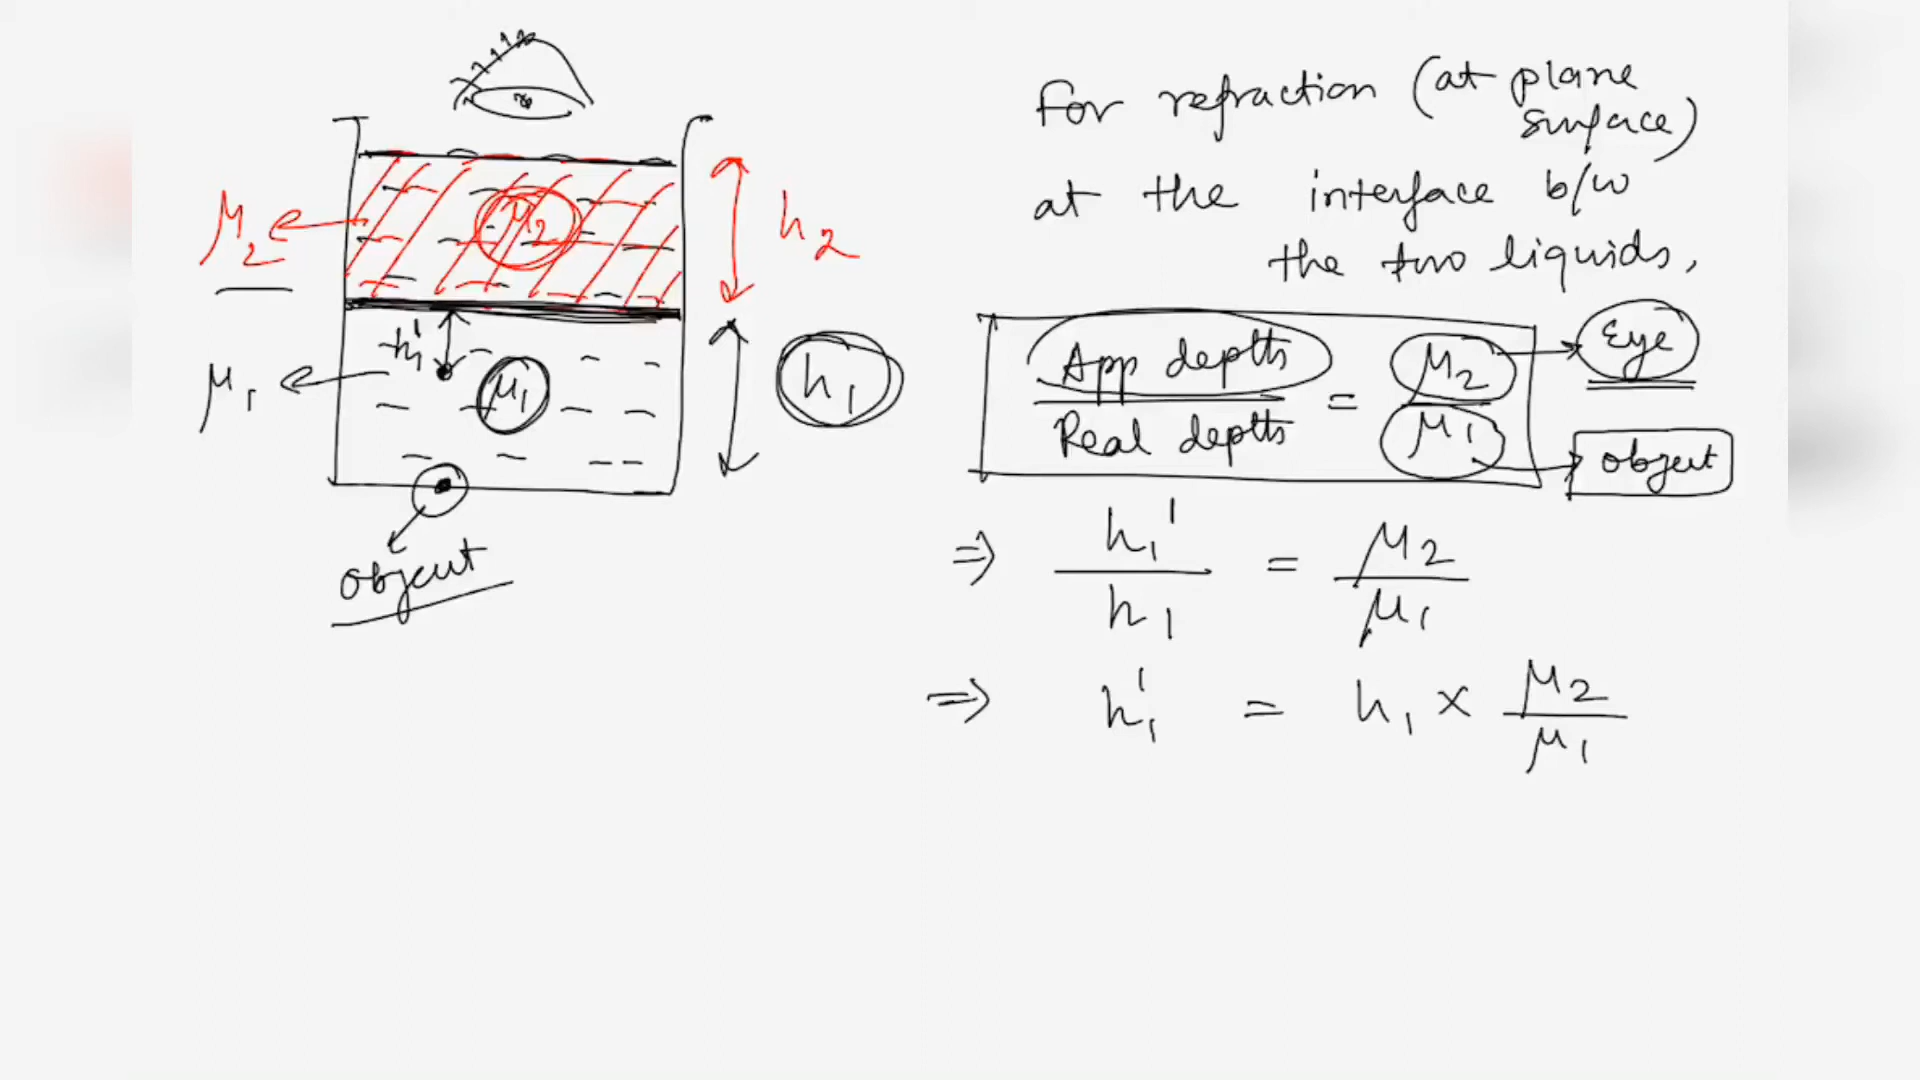 μ2
μ2
h2
h1'
μ1
μ1
h1
object
For refraction (at plane
surface)
at the interface b/w
the two liquids,
App depth / Real depth = μ2 / μ1
Eye
object
⇒ h1' / h1 = μ2 / μ1
⇒ h1' = h1 × μ2 / μ1